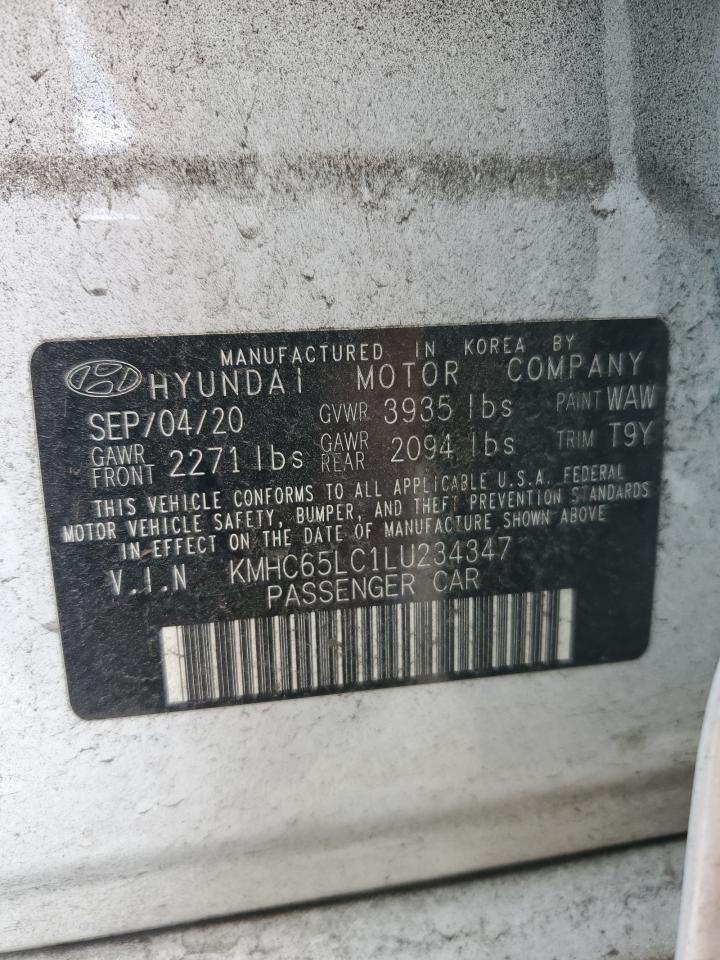 MANUFACTURED IN KOREA BY
HYUNDAI MOTOR COMPANY
SEP/04/20 GVWR 3935 lbs PAINT WAW
GAWR FRONT 2271 lbs GAWR REAR 2094 lbs TRIM T9Y
THIS VEHICLE CONFORMS TO ALL APPLICABLE U.S.A. FEDERAL
MOTOR VEHICLE SAFETY, BUMPER, AND THEFT PREVENTION STANDARDS
IN EFFECT ON THE DATE OF MANUFACTURE SHOWN ABOVE
V.I.N KMHC65LC1LU234347
PASSENGER CAR